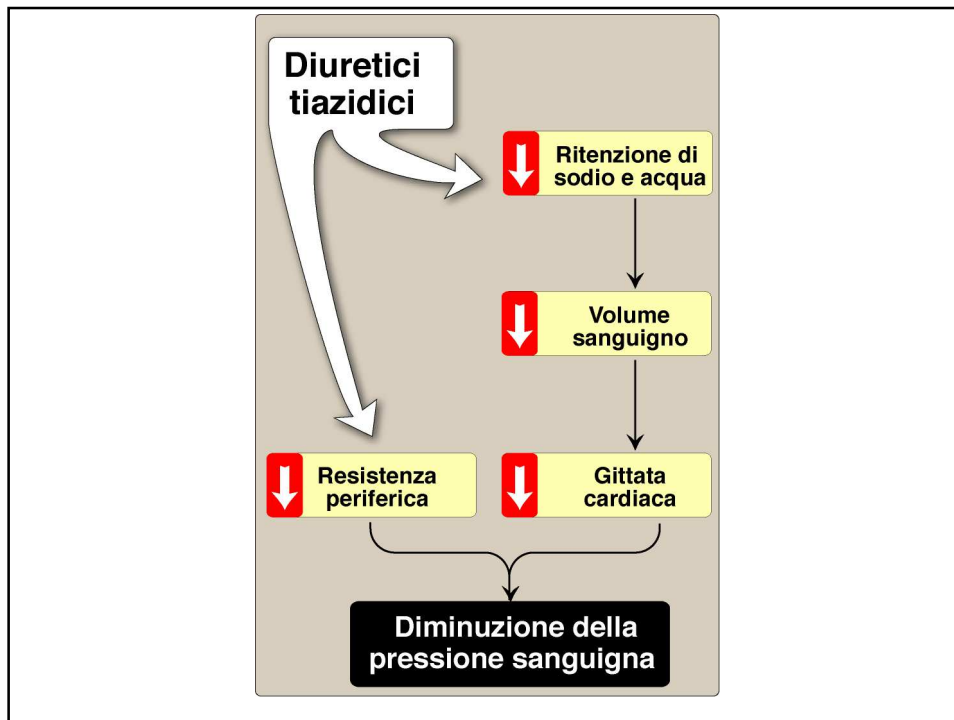 Diuretici
tiazidici
Ritenzione di
sodio e acqua
Volume
sanguigno
Resistenza
periferica
Gittata
cardiaca
Diminuzione della
pressione sanguigna